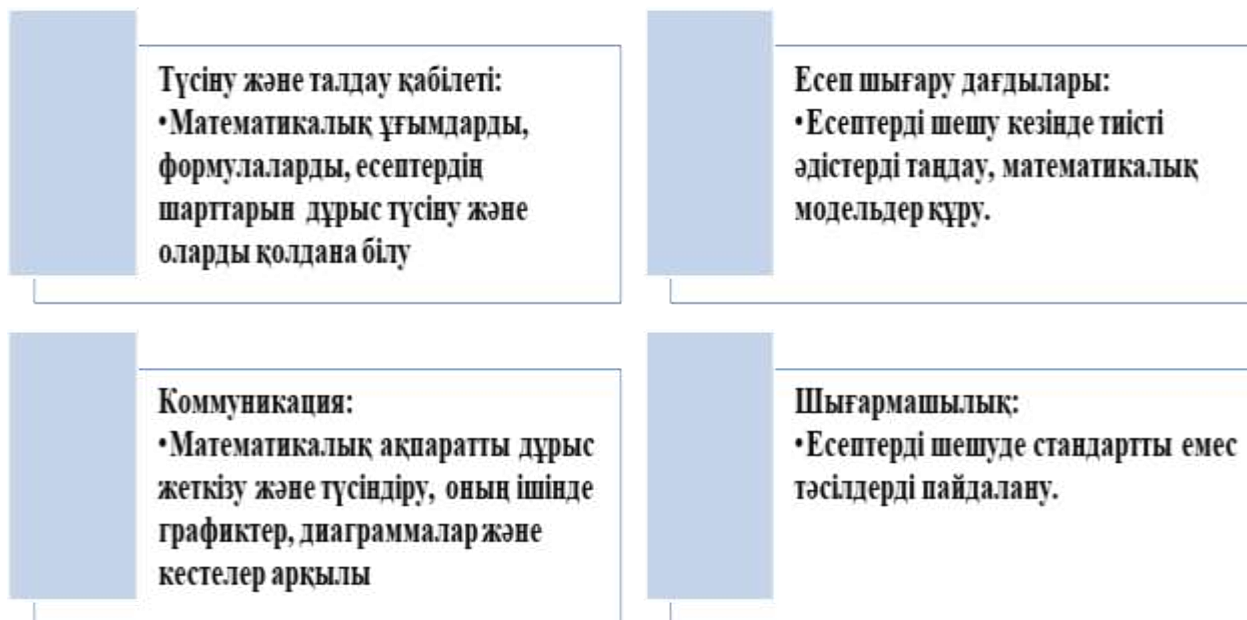 Түсіну және талдау қабілеті:
•Математикалық ұғымдарды,
формулаларды, есептердің
шарттарын дұрыс түсіну және
оларды қолдана білу
Есеп шығару дағдылары:
•Есептерді шешу кезінде тиісті
әдістерді таңдау, математикалық
модельдер құру.
Коммуникация:
•Математикалық ақпаратты дұрыс
жеткізу және түсіндіру, оның ішінде
графиктер, диаграммалар және
кестелер арқылы
Шығармашылық:
•Есептерді шешуде стандартты емес
тәсілдерді пайдалану.